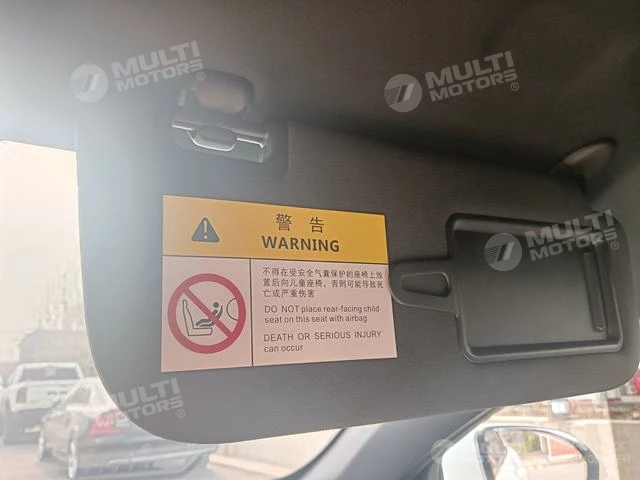 MULTI
MOTORS
MULTI
MOTORS
警告
WARNING
不得在受安全气囊保护的座椅上放
置后向儿童座椅，否则可能导致死
亡或严重伤害
DO NOT place rear-facing child
seat on this seat with airbag
DEATH OR SERIOUS INJURY
can occur
MULTI
MOTORS
MULTI
MOTORS